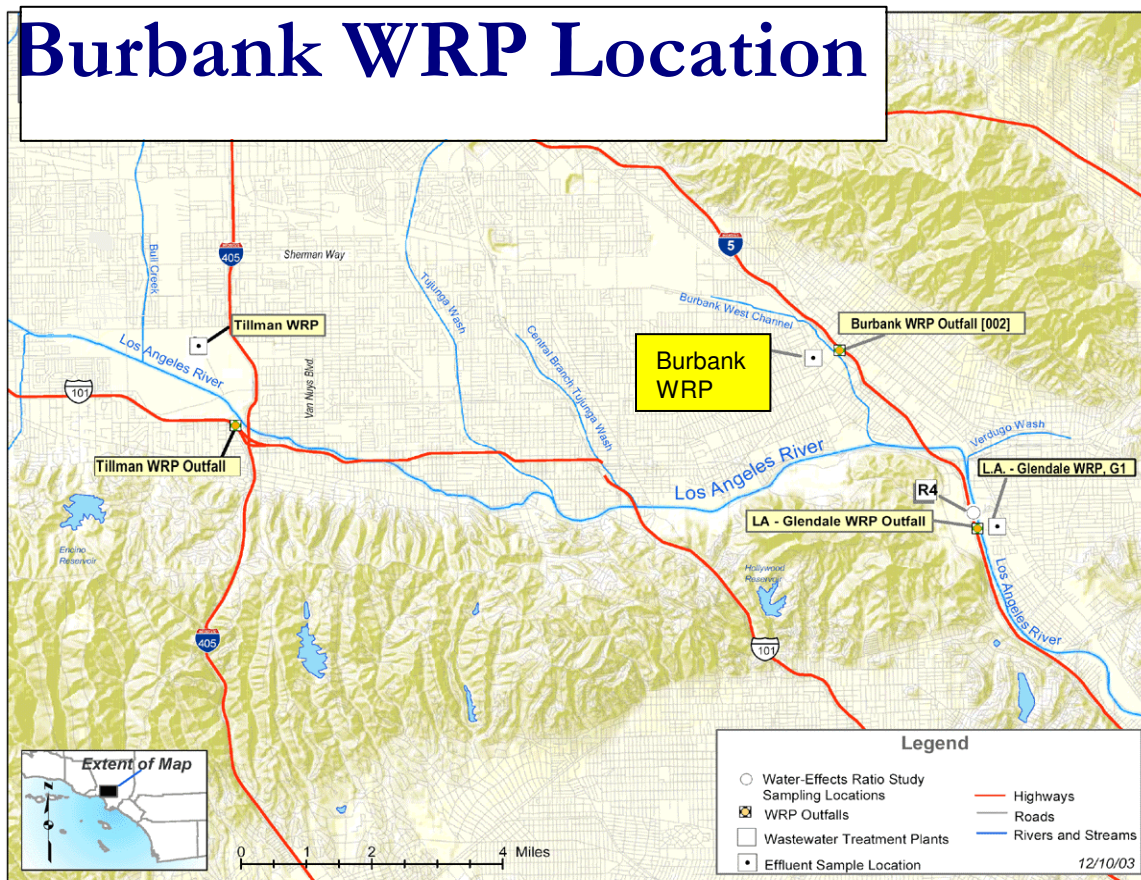 Burbank WRP Location
405
Sherman Way
Bull Creek
5
Tujunga Wash
Burbank West Channel
Tillman WRP
Burbank WRP Outfall [002]
Los Angeles River
Central Branch Tujunga Wash
Burbank
WRP
101
Van Nuys Blvd.
Verdugo Wash
Tillman WRP Outfall
Los Angeles River
L.A. - Glendale WRP, G1
R4
LA - Glendale WRP Outfall
Encino
Reservoir
Hollywood
Reservoir
Los Angeles River
405
101
Legend
Extent of Map
N
Water-Effects Ratio Study
Sampling Locations
WRP Outfalls
Wastewater Treatment Plants
Effluent Sample Location
Highways
Roads
Rivers and Streams
0 1 2 4 Miles
12/10/03